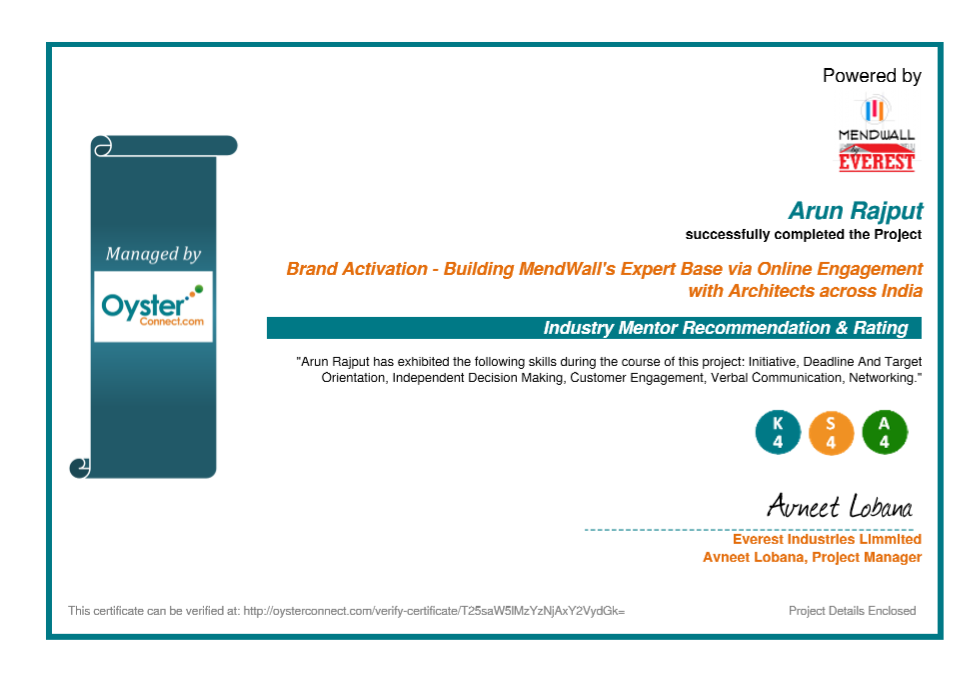 Powered by
MENDWALL
by
EVEREST
Arun Rajput
successfully completed the Project
Managed by
Oyster
Connect.com
Brand Activation - Building MendWall's Expert Base via Online Engagement
with Architects across India
Industry Mentor Recommendation & Rating
"Arun Rajput has exhibited the following skills during the course of this project: Initiative, Deadline And Target
Orientation, Independent Decision Making, Customer Engagement, Verbal Communication, Networking."
K S A
4 4 4
Avneet Lobana
Everest Industries Limmited
Avneet Lobana, Project Manager
This certificate can be verified at: http://oysterconnect.com/verify-certificate/T25saW5lMzYzNjAxY2VydGk=
Project Details Enclosed